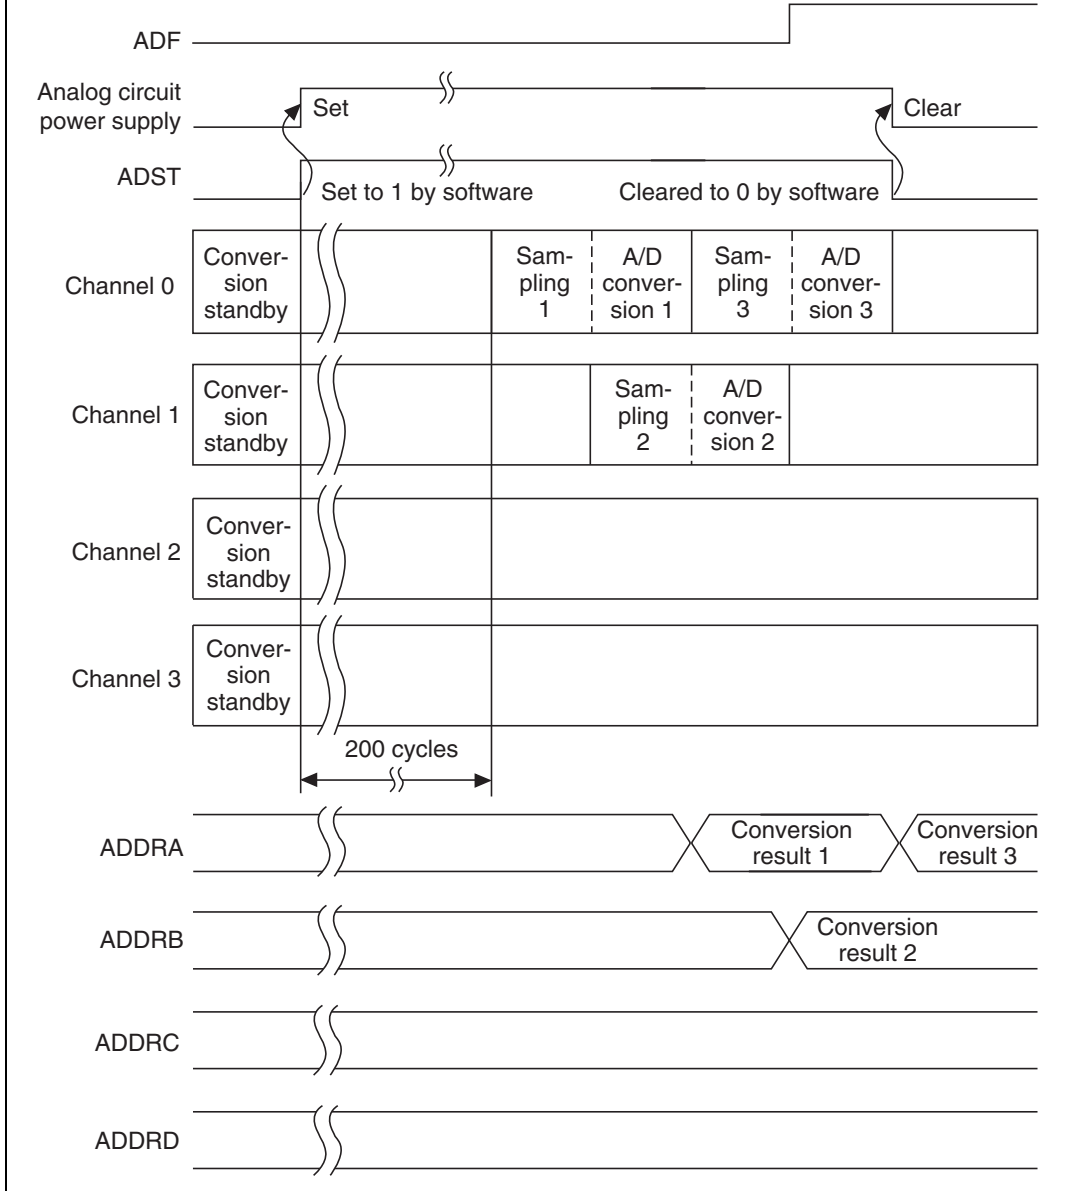 ADF
Analog circuit
power supply
Set
Clear
ADST
Set to 1 by software
Cleared to 0 by software
Channel 0
Conver-
sion
standby
Sam-
pling
1
A/D
conver-
sion 1
Sam-
pling
3
A/D
conver-
sion 3
Channel 1
Conver-
sion
standby
Sam-
pling
2
A/D
conver-
sion 2
Channel 2
Conver-
sion
standby
Channel 3
Conver-
sion
standby
200 cycles
ADDRA
Conversion
result 1
Conversion
result 3
ADDRB
Conversion
result 2
ADDRC
ADDRD